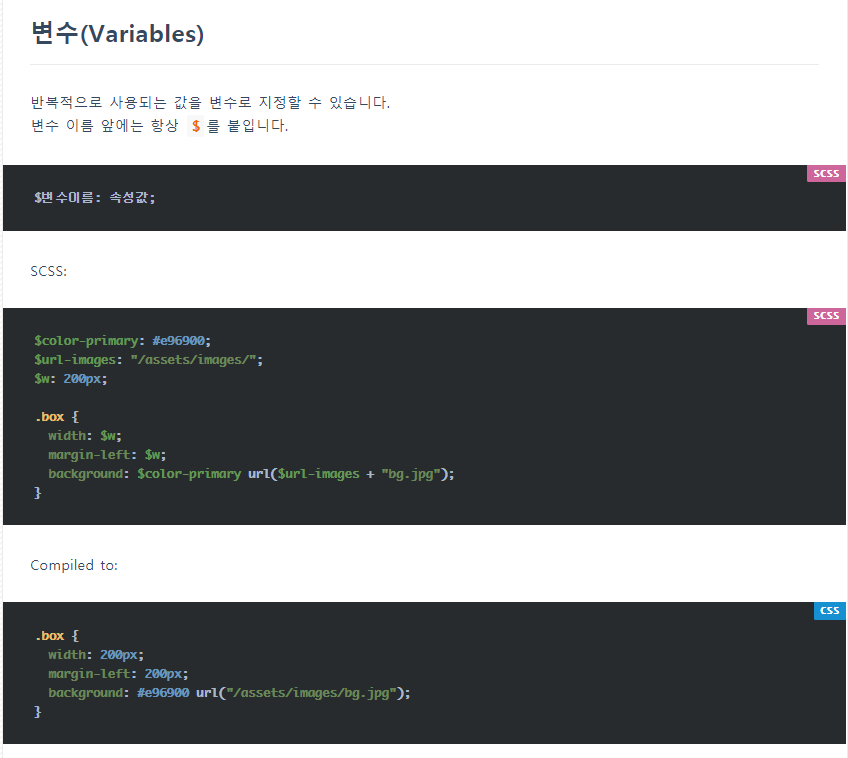 변수(Variables)
반복적으로 사용되는 값을 변수로 지정할 수 있습니다.
변수 이름 앞에는 항상 $ 를 붙입니다.
SCSS
$변수이름: 속성값;
SCSS:
SCSS
$color-primary: #e96900;
$url-images: "/assets/images/";
$w: 200px;
.box {
  width: $w;
  margin-left: $w;
  background: $color-primary url($url-images + "bg.jpg");
}
Compiled to:
CSS
.box {
  width: 200px;
  margin-left: 200px;
  background: #e96900 url("/assets/images/bg.jpg");
}